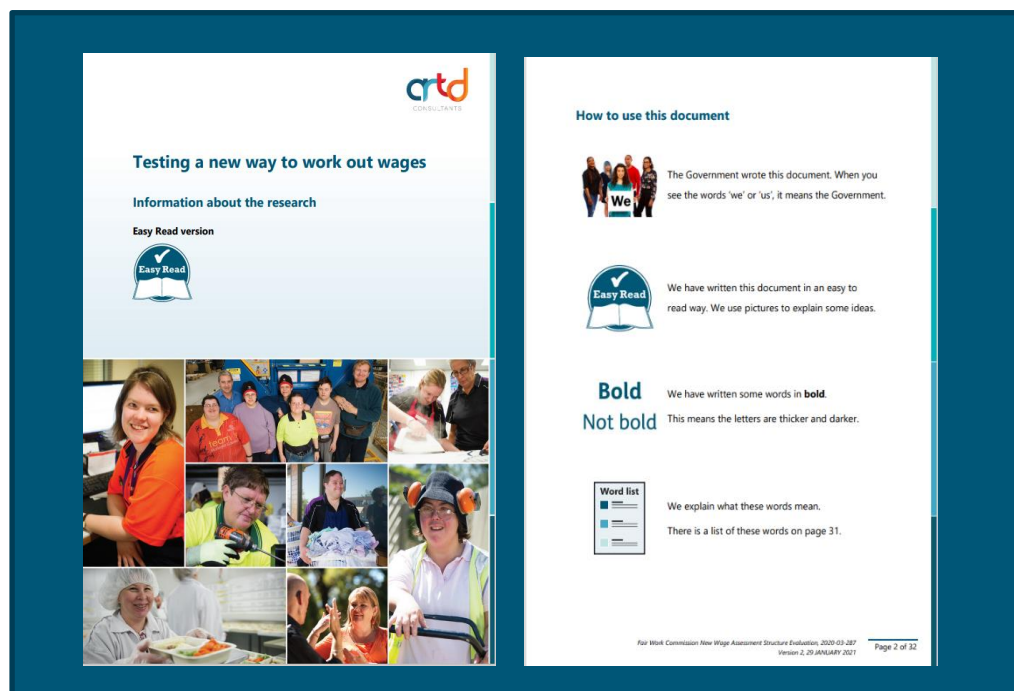 artd
CONSULTANTS
Testing a new way to work out wages
Information about the research
Easy Read version
Easy Read
team
How to use this document
We
The Government wrote this document. When you
see the words 'we' or 'us', it means the Government.
Easy Read
We have written this document in an easy to
read way. We use pictures to explain some ideas.
Bold
Not bold
We have written some words in bold.
This means the letters are thicker and darker.
Word list
We explain what these words mean.
There is a list of these words on page 31.
Fair Work Commission New Wage Assessment Structure Evaluation, 2020-03-287
Version 2, 29 JANUARY 2021
Page 2 of 32